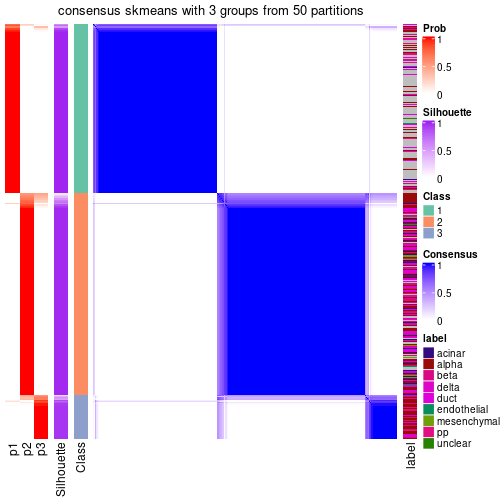 consensus skmeans with 3 groups from 50 partitions
p1
p2
p3
Silhouette
Class
label
Prob
1
0.5
0
Silhouette
1
0.5
0
Class
1
2
3
Consensus
1
0.5
0
label
acinar
alpha
beta
delta
duct
endothelial
mesenchymal
pp
unclear